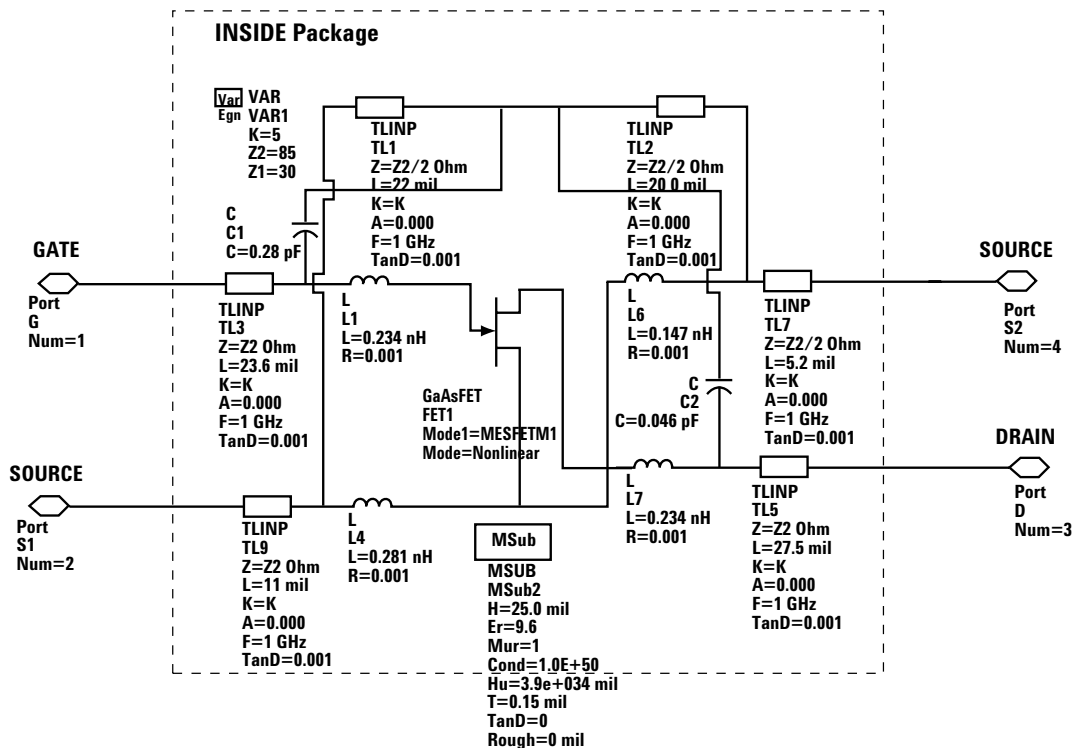 INSIDE Package
Var
Egn
VAR
VAR1
K=5
Z2=85
Z1=30
TLINP
TL1
Z=Z2/2 Ohm
L=22 mil
K=K
A=0.000
F=1 GHz
TanD=0.001
TLINP
TL2
Z=Z2/2 Ohm
L=20 0 mil
K=K
A=0.000
F=1 GHz
TanD=0.001
C
C1
C=0.28 pF
GATE
Port
G
Num=1
TLINP
TL3
Z=Z2 Ohm
L=23.6 mil
K=K
A=0.000
F=1 GHz
TanD=0.001
L
L1
L=0.234 nH
R=0.001
GaAsFET
FET1
Mode1=MESFETM1
Mode=Nonlinear
L
L6
L=0.147 nH
R=0.001
C
C2
C=0.046 pF
TLINP
TL7
Z=Z2/2 Ohm
L=5.2 mil
K=K
A=0.000
F=1 GHz
TanD=0.001
SOURCE
Port
S2
Num=4
SOURCE
Port
S1
Num=2
TLINP
TL9
Z=Z2 Ohm
L=11 mil
K=K
A=0.000
F=1 GHz
TanD=0.001
L
L4
L=0.281 nH
R=0.001
MSub
MSUB
MSub2
H=25.0 mil
Er=9.6
Mur=1
Cond=1.0E+50
Hu=3.9e+034 mil
T=0.15 mil
TanD=0
Rough=0 mil
L
L7
L=0.234 nH
R=0.001
TLINP
TL5
Z=Z2 Ohm
L=27.5 mil
K=K
A=0.000
F=1 GHz
TanD=0.001
DRAIN
Port
D
Num=3